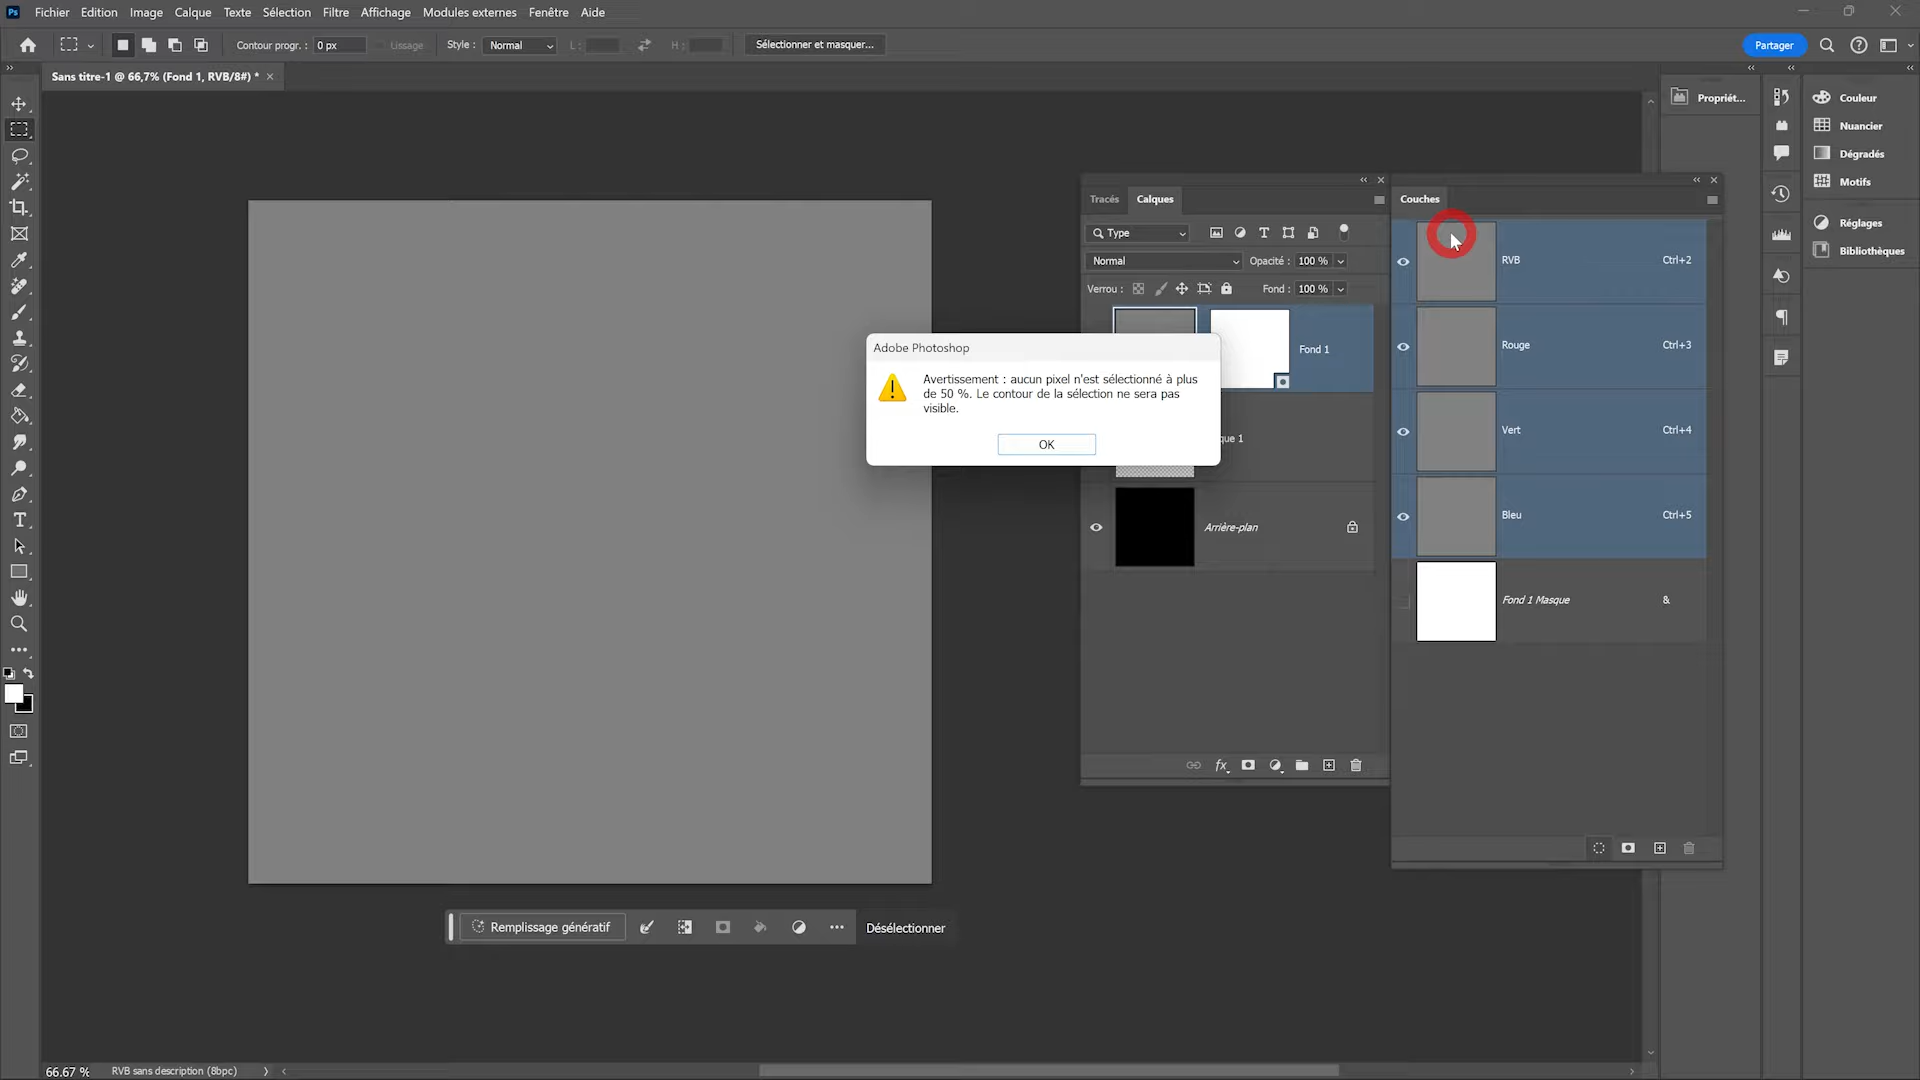 Ps Fichier Edition Image Calque Texte Sélection Filtre Affichage Modules externes Fenêtre Aide
Contour progr. : 0 px Lissage Style : Normal L : H : Sélectionner et masquer... Partager
Sans titre-1 @ 66,7% (Fond 1, RVB/8#) *
Propriét...
Couleur
Nuancier
Dégradés
Motifs
Réglages
Bibliothèques
Tracés Calques
Type
Normal Opacité : 100 %
Verrou : Fond : 100 %
Fond 1
que 1
Arrière-plan
fx
Couches
RVB Ctrl+2
Rouge Ctrl+3
Vert Ctrl+4
Bleu Ctrl+5
Fond 1 Masque &
Adobe Photoshop
Avertissement : aucun pixel n'est sélectionné à plus
de 50 %. Le contour de la sélection ne sera pas
visible.
OK
Remplissage génératif Désélectionner
66.67 % RVB sans description (8bpc)